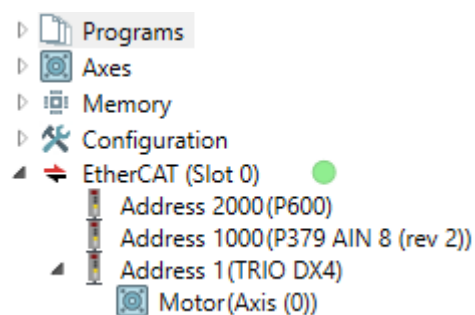 Programs
Axes
Memory
Configuration
EtherCAT (Slot 0)
Address 2000(P600)
Address 1000(P379 AIN 8 (rev 2))
Address 1(TRIO DX4)
Motor(Axis (0))